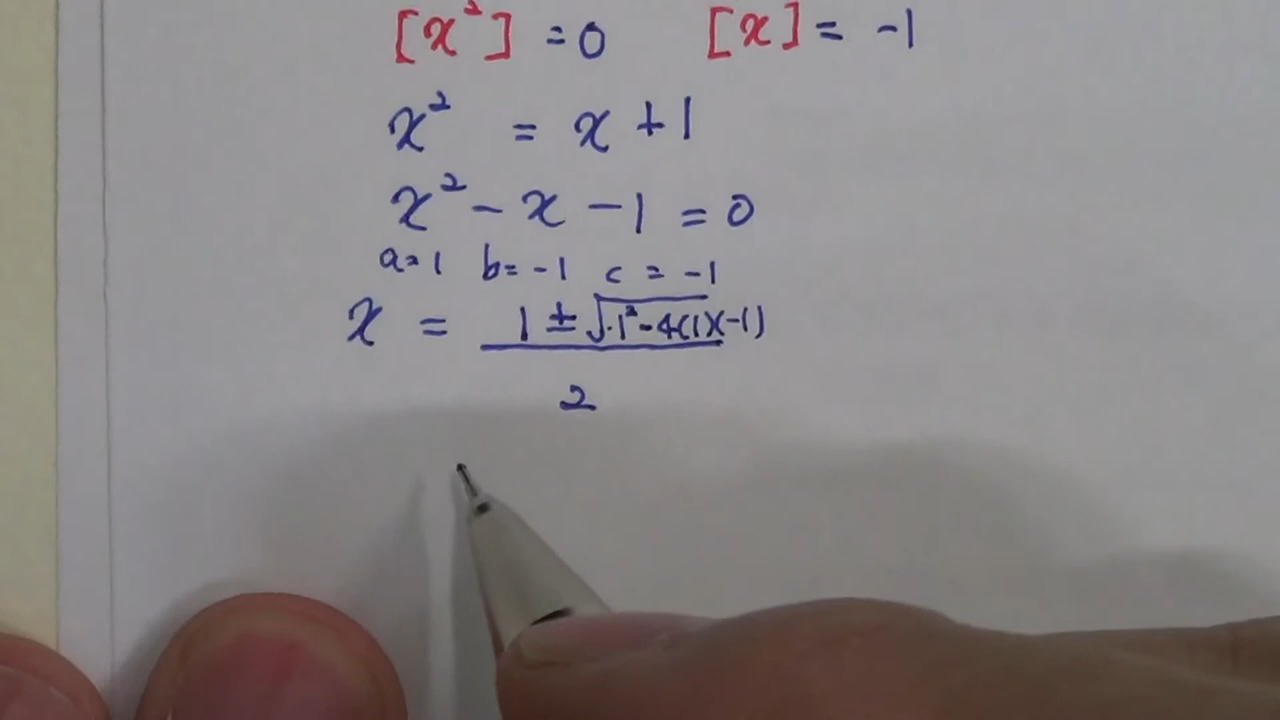 [x²] = 0 [x] = -1
x² = x + 1
x² - x - 1 = 0
a = 1 b = -1 c = -1
x = 1 ± √1² - 4(1)(-1)
2